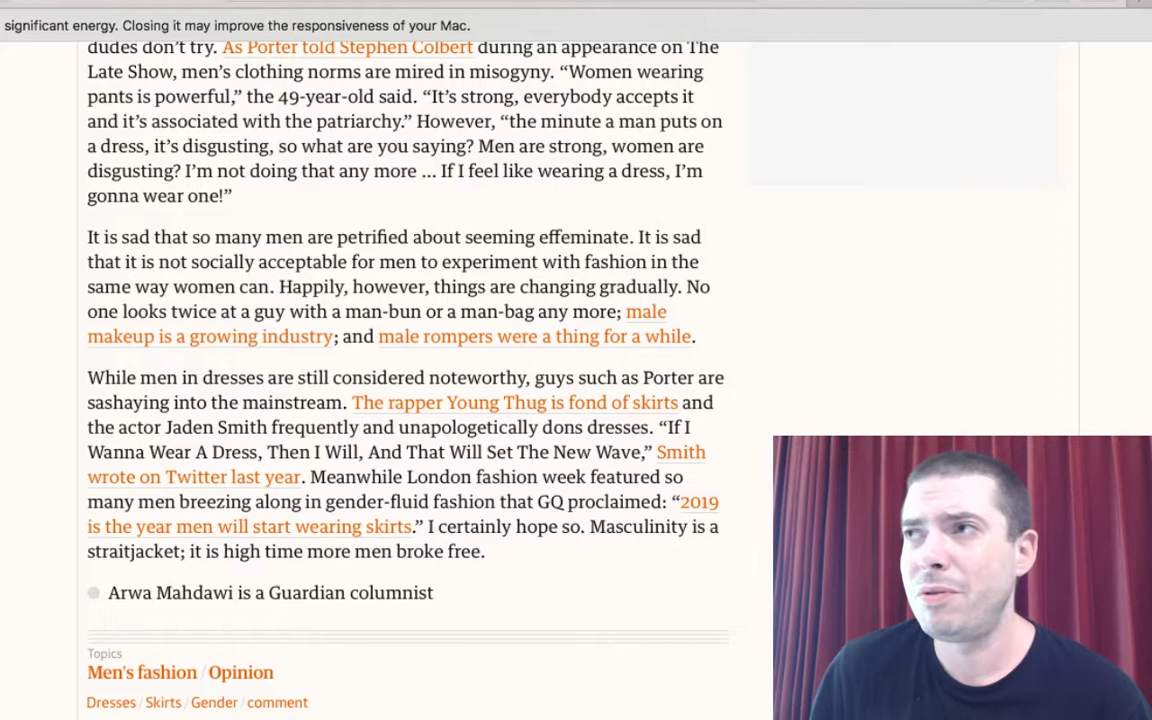 significant energy. Closing it may improve the responsiveness of your Mac.
dudes don’t try. As Porter told Stephen Colbert during an appearance on The
Late Show, men’s clothing norms are mired in misogyny. “Women wearing
pants is powerful,” the 49-year-old said. “It’s strong, everybody accepts it
and it’s associated with the patriarchy.” However, “the minute a man puts on
a dress, it’s disgusting, so what are you saying? Men are strong, women are
disgusting? I’m not doing that any more ... If I feel like wearing a dress, I’m
gonna wear one!”
It is sad that so many men are petrified about seeming effeminate. It is sad
that it is not socially acceptable for men to experiment with fashion in the
same way women can. Happily, however, things are changing gradually. No
one looks twice at a guy with a man-bun or a man-bag any more; male
makeup is a growing industry; and male rompers were a thing for a while.
While men in dresses are still considered noteworthy, guys such as Porter are
sashaying into the mainstream. The rapper Young Thug is fond of skirts and
the actor Jaden Smith frequently and unapologetically dons dresses. “If I
Wanna Wear A Dress, Then I Will, And That Will Set The New Wave,” Smith
wrote on Twitter last year. Meanwhile London fashion week featured so
many men breezing along in gender-fluid fashion that GQ proclaimed: “2019
is the year men will start wearing skirts.” I certainly hope so. Masculinity is a
straitjacket; it is high time more men broke free.
Arwa Mahdawi is a Guardian columnist
Topics
Men's fashion / Opinion
Dresses / Skirts / Gender / comment